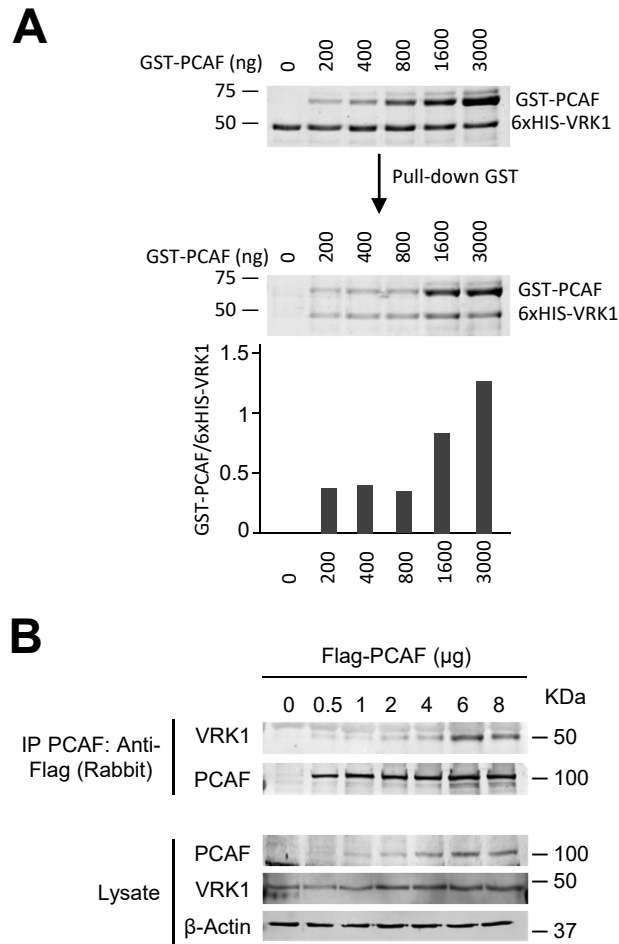 A
GST-PCAF (ng) 0 200 400 800 1600 3000
75
GST-PCAF
50
6xHIS-VRK1
Pull-down GST
GST-PCAF (ng) 0 200 400 800 1600 3000
75
GST-PCAF
50
6xHIS-VRK1
GST-PCAF/6xHIS-VRK1
1.5
1
0.5
0
0 200 400 800 1600 3000
B
Flag-PCAF (µg)
0 0.5 1 2 4 6 8 KDa
IP PCAF: Anti-
Flag (Rabbit)
VRK1 50
PCAF 100
Lysate
PCAF 100
VRK1 50
β-Actin 37